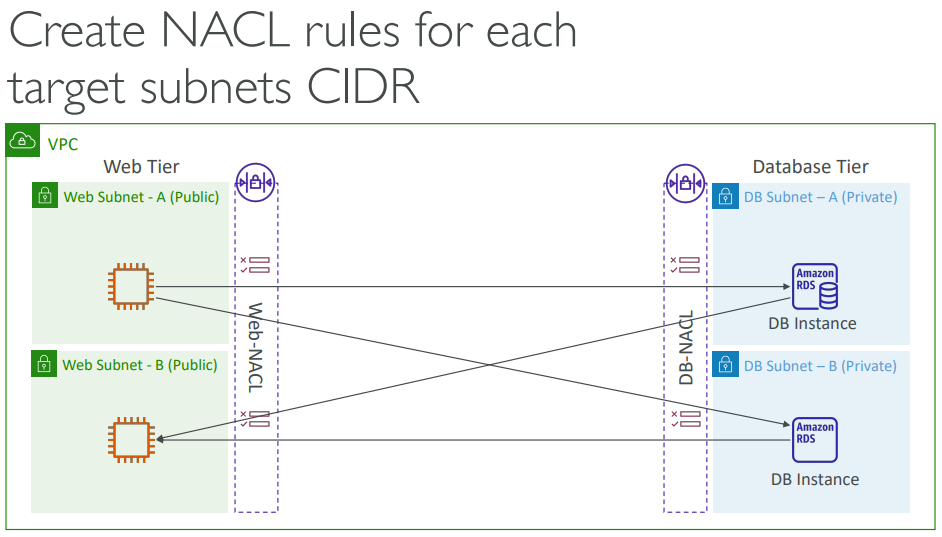 Create NACL rules for each
target subnets CIDR
VPC
Web Tier
Database Tier
Web Subnet - A (Public)
DB Subnet – A (Private)
Amazon
RDS
DB Instance
Web-NACL
DB-NACL
Web Subnet - B (Public)
DB Subnet – B (Private)
Amazon
RDS
DB Instance